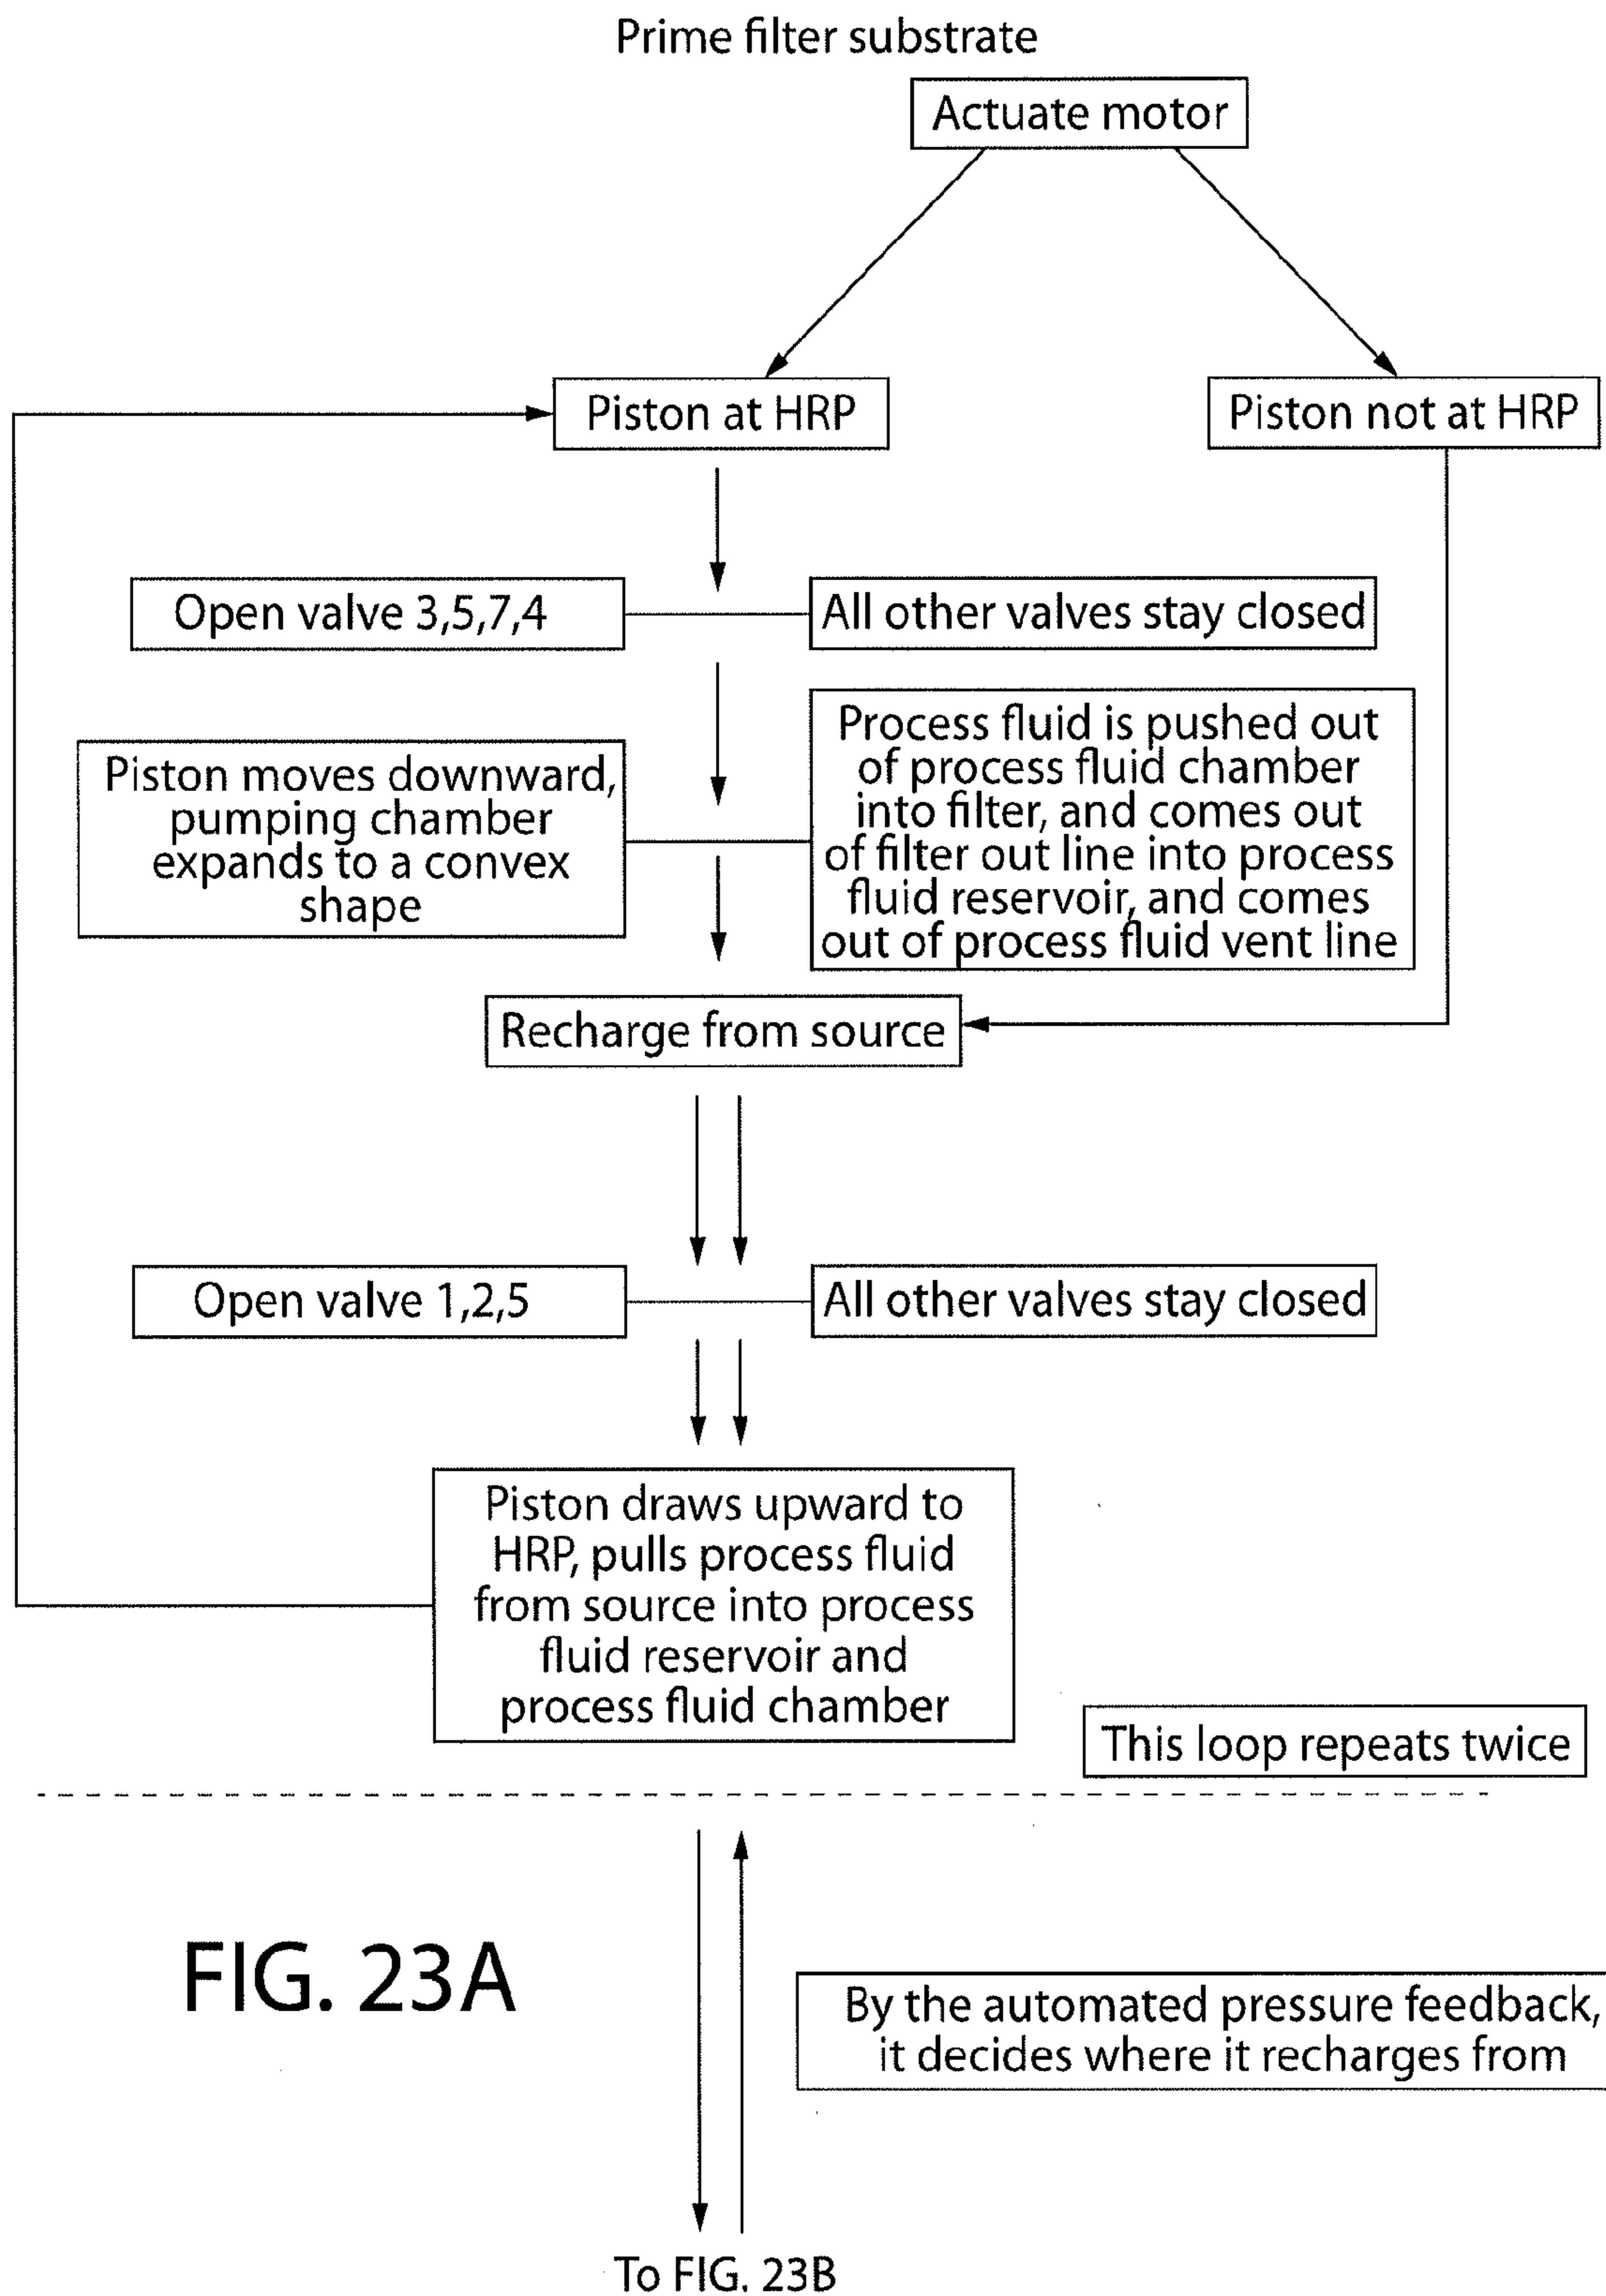 Prime filter substrate
Actuate motor
Piston at HRP
Piston not at HRP
Open valve 3,5,7,4
All other valves stay closed
Piston moves downward,
pumping chamber
expands to a convex
shape
Process fluid is pushed out
of process fluid chamber
into filter, and comes out
of filter out line into process
fluid reservoir, and comes
out of process fluid vent line
Recharge from source
Open valve 1,2,5
All other valves stay closed
Piston draws upward to
HRP, pulls process fluid
from source into process
fluid reservoir and
process fluid chamber
This loop repeats twice
FIG. 23A
By the automated pressure feedback,
it decides where it recharges from
To FIG. 23B